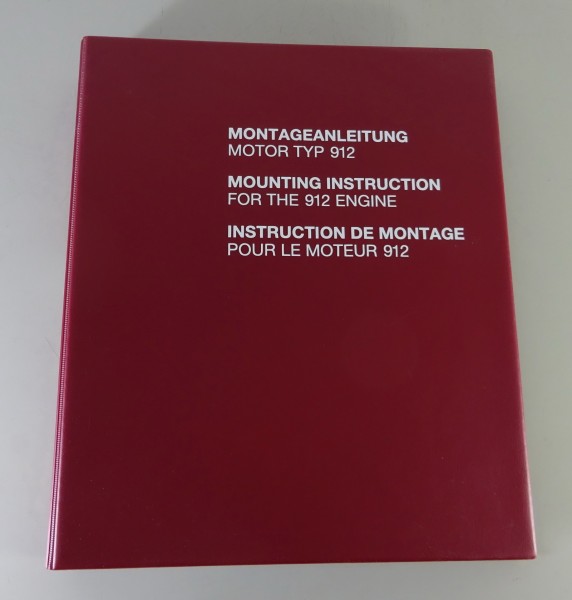 MONTAGEANLEITUNG
MOTOR TYP 912
MOUNTING INSTRUCTION
FOR THE 912 ENGINE
INSTRUCTION DE MONTAGE
POUR LE MOTEUR 912